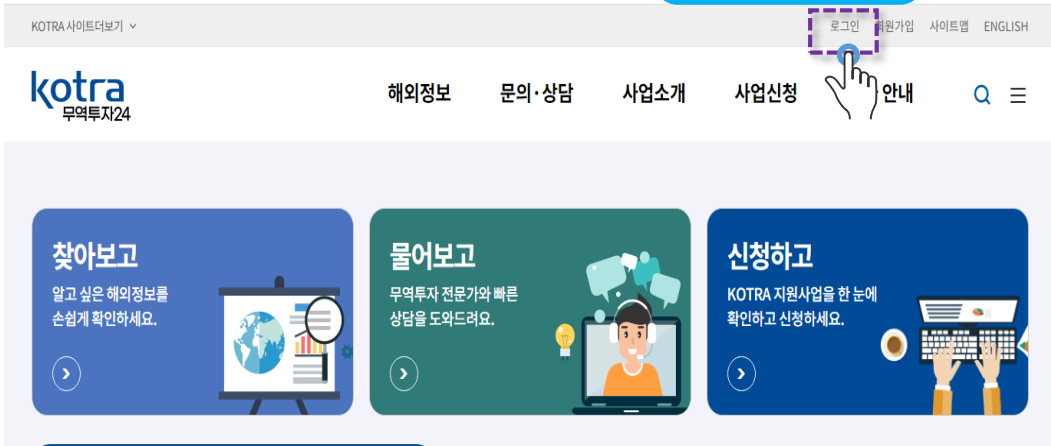 KOTRA 사이트더보기
로그인 회원가입 사이트맵 ENGLISH
kotra
무역투자24
해외정보 문의·상담 사업소개 사업신청 안내
찾아보고
알고 싶은 해외정보를
손쉽게 확인하세요.
물어보고
무역투자 전문가와 빠른
상담을 도와드려요.
신청하고
KOTRA 지원사업을 한 눈에
확인하고 신청하세요.